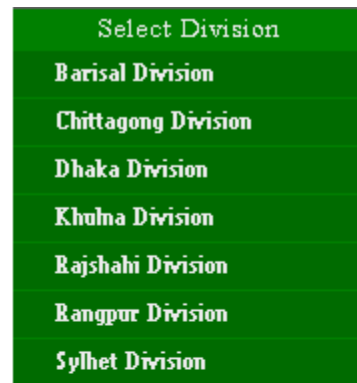 Select Division
Barisal Division
Chittagong Division
Dhaka Division
Khulna Division
Rajshahi Division
Rangpur Division
Sylhet Division